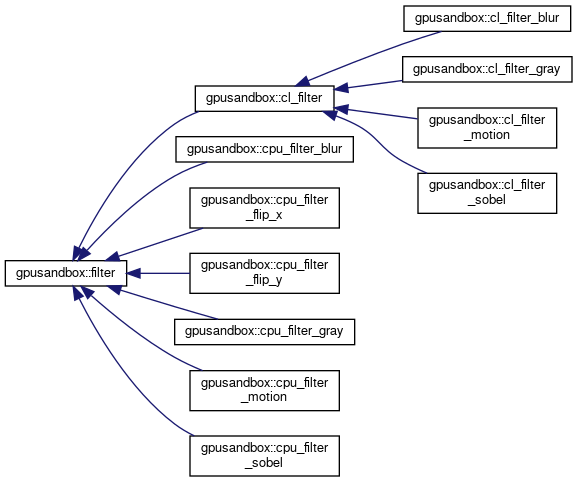 gpusandbox::cl_filter_blur
gpusandbox::cl_filter_gray
gpusandbox::cl_filter
gpusandbox::cl_filter
_motion
gpusandbox::cpu_filter_blur
gpusandbox::cl_filter
_sobel
gpusandbox::cpu_filter
_flip_x
gpusandbox::filter
gpusandbox::cpu_filter
_flip_y
gpusandbox::cpu_filter_gray
gpusandbox::cpu_filter
_motion
gpusandbox::cpu_filter
_sobel